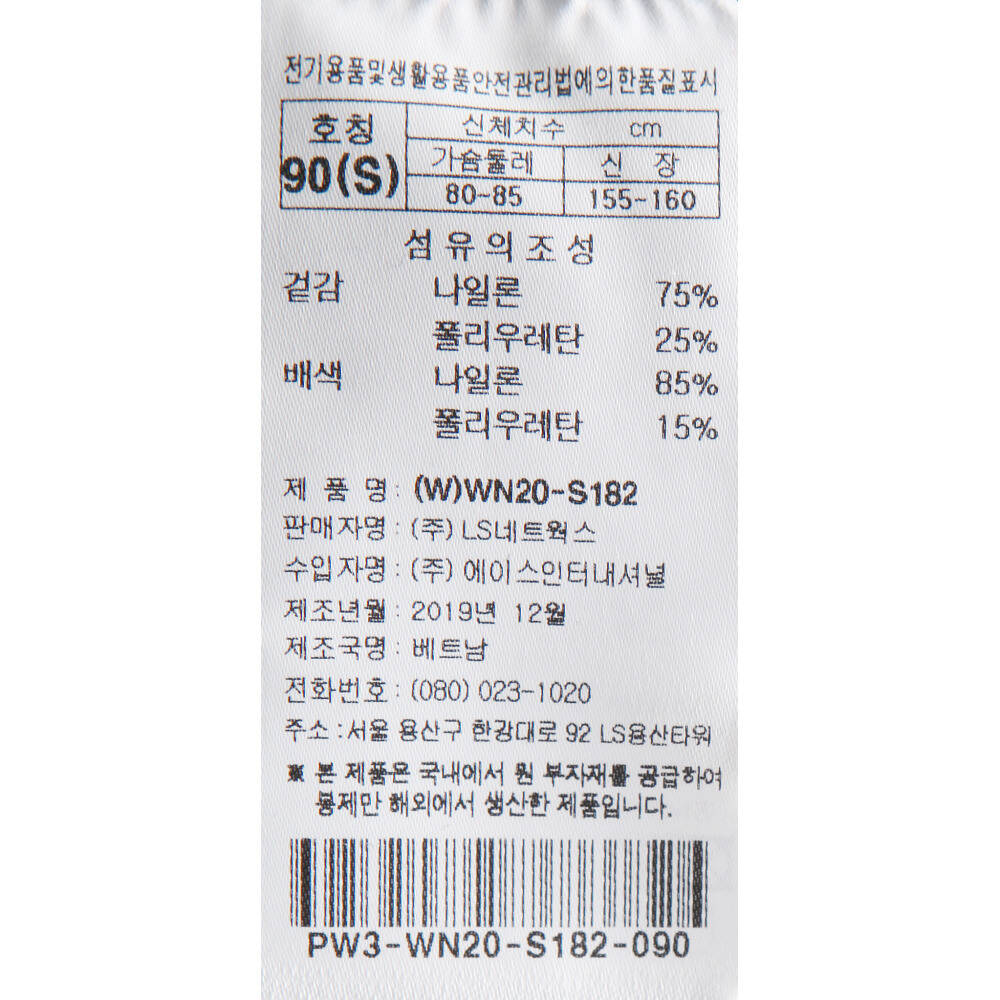 전기용품및생활용품안전관리법에의한품질표시
호칭 신체치수 cm
90(S) 가슴둘레 신 장
80-85 155-160
섬유의조성
겉감 나일론 75%
폴리우레탄 25%
배색 나일론 85%
폴리우레탄 15%
제 품 명 : (W)WN20-S182
판매자명 : (주) LS네트웍스
수입자명 : (주) 에이스인터내셔널
제조년월 : 2019년 12월
제조국명 : 베트남
전화번호 : (080) 023-1020
주소 : 서울 용산구 한강대로 92 LS용산타워
※ 본 제품은 국내에서 원 부자재를 공급하여
봉제만 해외에서 생산한 제품입니다.
PW3-WN20-S182-090